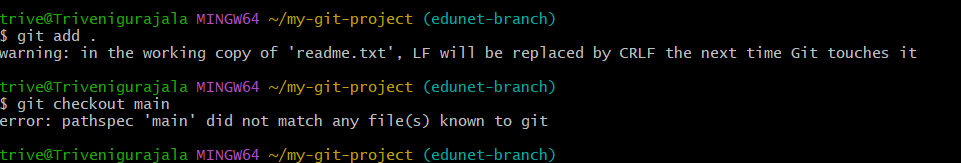 trive@Trivenigurajala MINGW64 ~/my-git-project (edunet-branch)
$ git add .
warning: in the working copy of 'readme.txt', LF will be replaced by CRLF the next time Git touches it
trive@Trivenigurajala MINGW64 ~/my-git-project (edunet-branch)
$ git checkout main
error: pathspec 'main' did not match any file(s) known to git
trive@Trivenigurajala MINGW64 ~/my-git-project (edunet-branch)